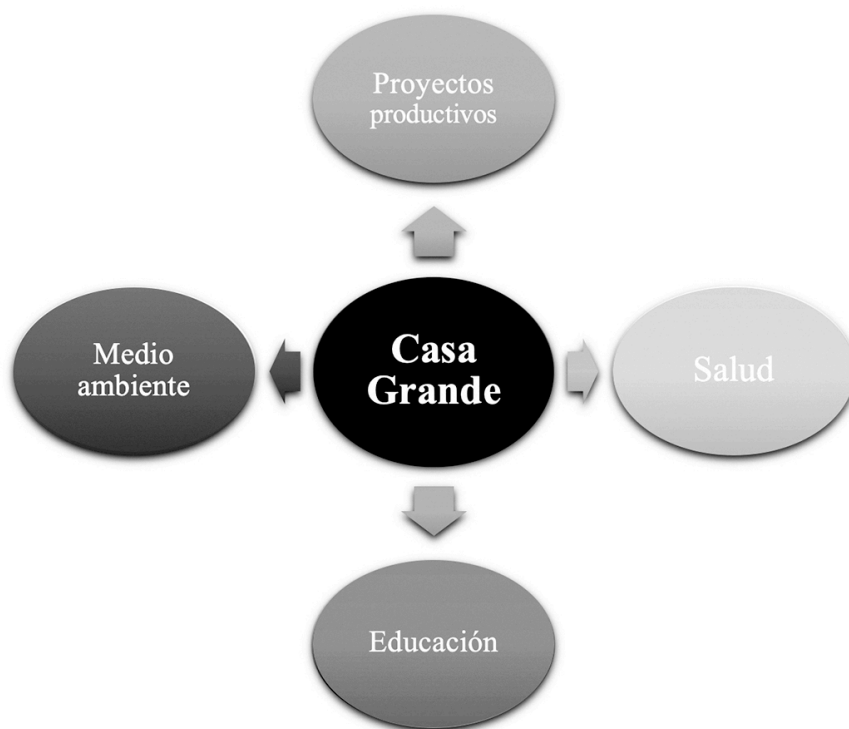 Proyectos
productivos
Medio
ambiente
Casa
Grande
Salud
Educación